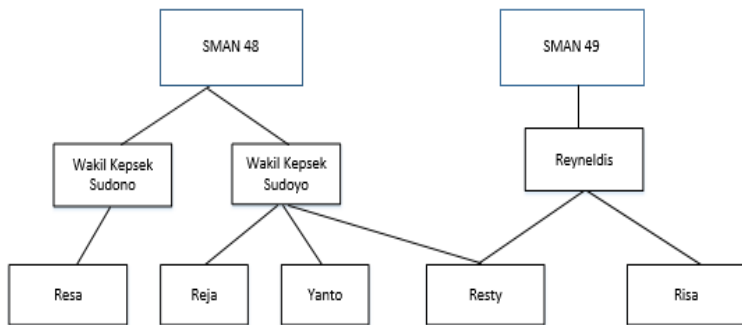 SMAN 48
SMAN 49
Wakil Kepsek
Sudono
Wakil Kepsek
Sudoyo
Reyneldis
Resa
Reja
Yanto
Resty
Risa